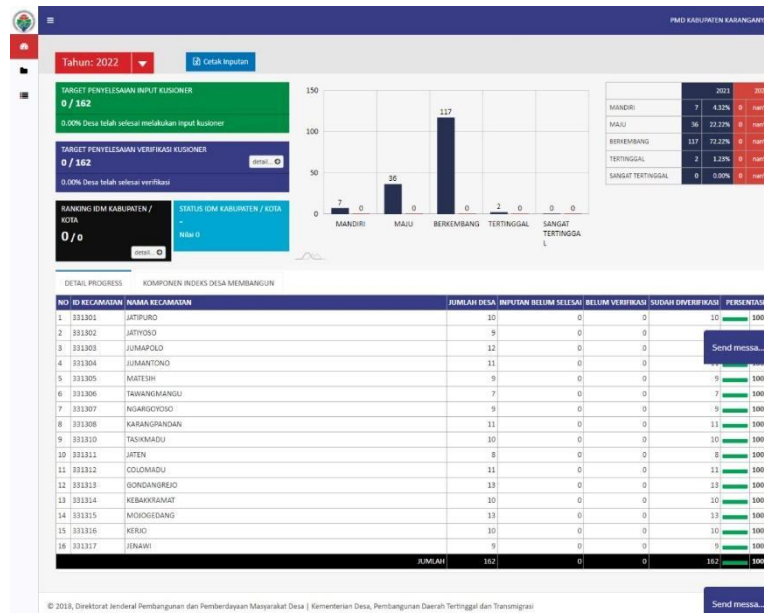 PMD KABUPATEN KARANGANY
Tahun: 2022
Cetak Inputan
TARGET PENYELESAIAN INPUT KUSIONER
0 / 162
0.00% Desa telah selesai melakukan input kusioner
TARGET PENYELESAIAN VERIFIKASI KUSIONER
0 / 162
detail...
0.00% Desa telah selesai verifikasi
RANKING IDM KABUPATEN / KOTA
0 / 0
detail...
STATUS IDM KABUPATEN / KOTA
-
Nilai 0
150
100
50
0
7 0
36 0
117 0
2 0
0 0
MANDIRI MAJU BERKEMBANG TERTINGGAL SANGAT TERTINGGA
L
2021 202
MANDIRI 7 4.32% 0 nan
MAJU 36 22.22% 0 nan
BERKEMBANG 117 72.22% 0 nan
TERTINGGAL 2 1.23% 0 nan
SANGAT TERTINGGAL 0 0.00% 0 nan
DETAIL PROGRESS KOMPONEN INDEKS DESA MEMBANGUN
NO ID KECAMATAN NAMA KECAMATAN JUMLAH DESA INPUTAN BELUM SELESAI BELUM VERIFIKASI SUDAH DIVERIFIKASI PERSENTASE
1 331301 JATIPURO 10 0 0 10 100
2 331302 JATIYOSO 9 0 0
3 331303 JUMAPOLO 12 0 0
Send messa...
4 331304 JUMANTONO 11 0 0 100
5 331305 MATESIH 9 0 0 9 100
6 331306 TAWANGMANGU 7 0 0 7 100
7 331307 NGARGOYOSO 9 0 0 9 100
8 331308 KARANGPANDAN 11 0 0 11 100
9 331310 TASIKMADU 10 0 0 10 100
10 331311 JATEN 8 0 0 8 100
11 331312 COLOMADU 11 0 0 11 100
12 331313 GONDANGREJO 13 0 0 13 100
13 331314 KEBAKKRAMAT 10 0 0 10 100
14 331315 MOJOGEDANG 13 0 0 13 100
15 331316 KERJO 10 0 0 10 100
16 331317 JENAWI 9 0 0 9 100
JUMLAH 162 0 0 162 100
© 2018, Direktorat Jenderal Pembangunan dan Pemberdayaan Masyarakat Desa | Kementerian Desa, Pembangunan Daerah Tertinggal dan Transmigrasi
Send messa...